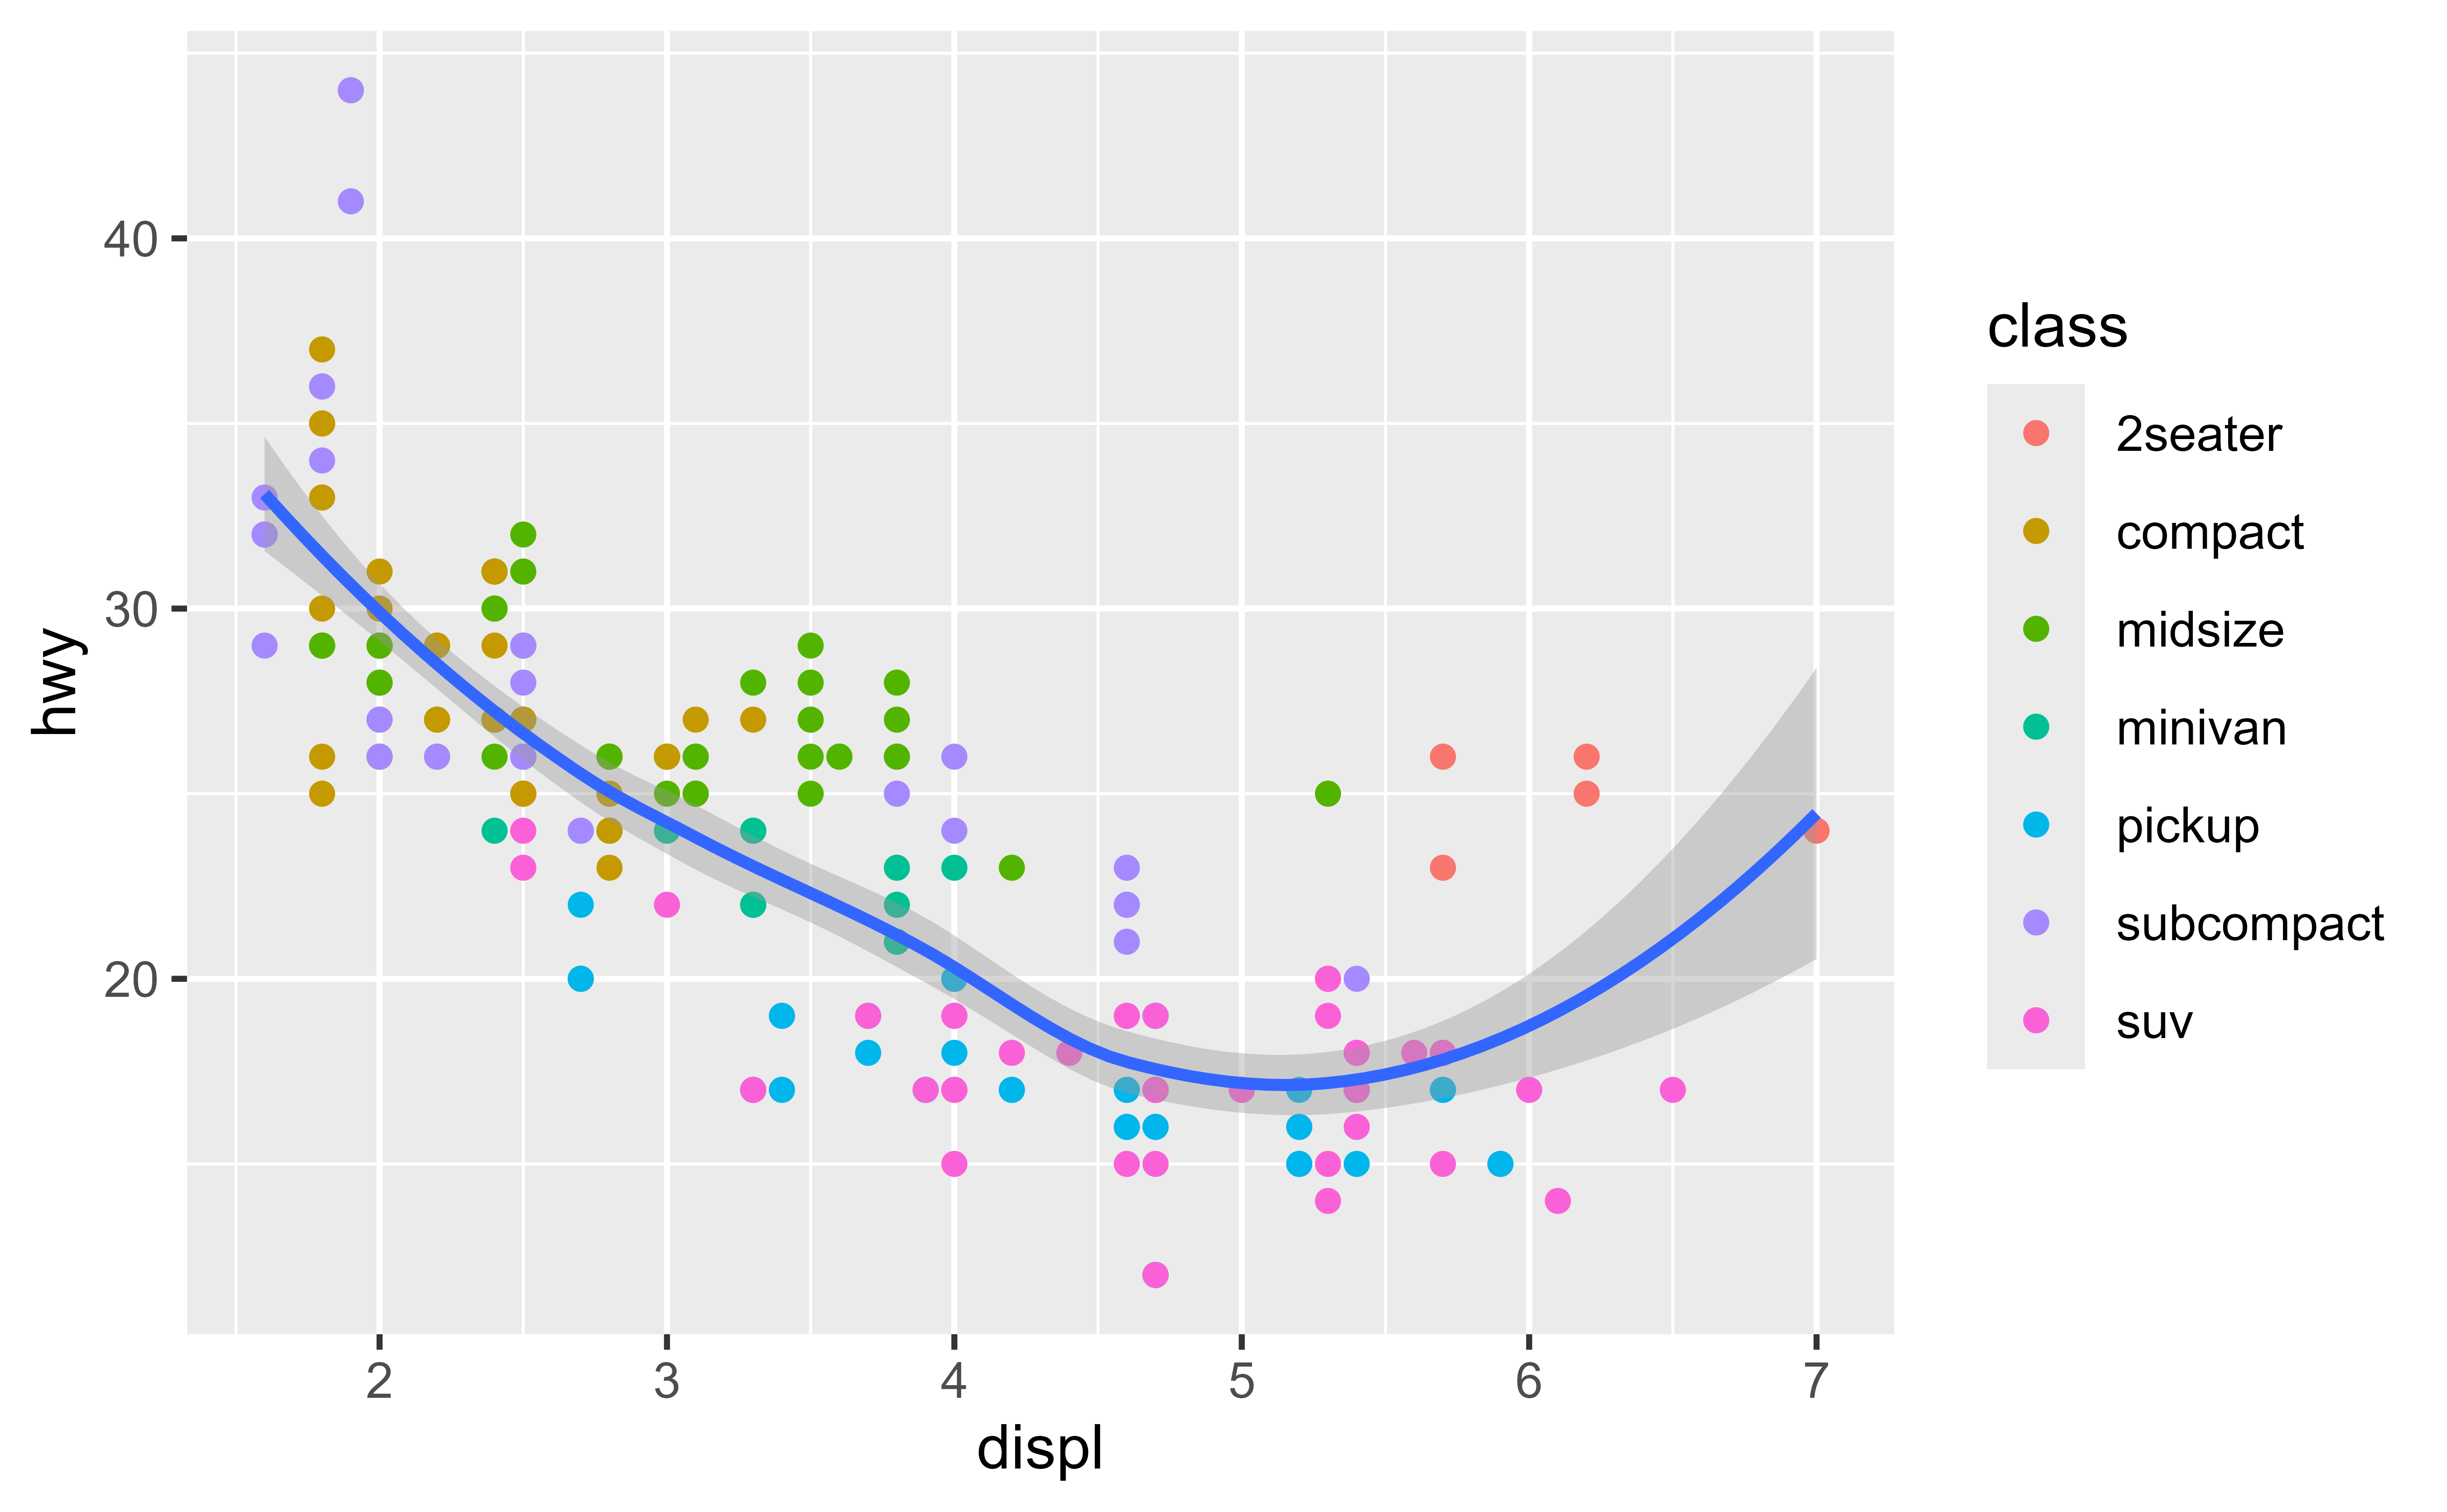 hwy
40
30
20
2
3
4
5
6
7
displ
class
2seater
compact
midsize
minivan
pickup
subcompact
suv